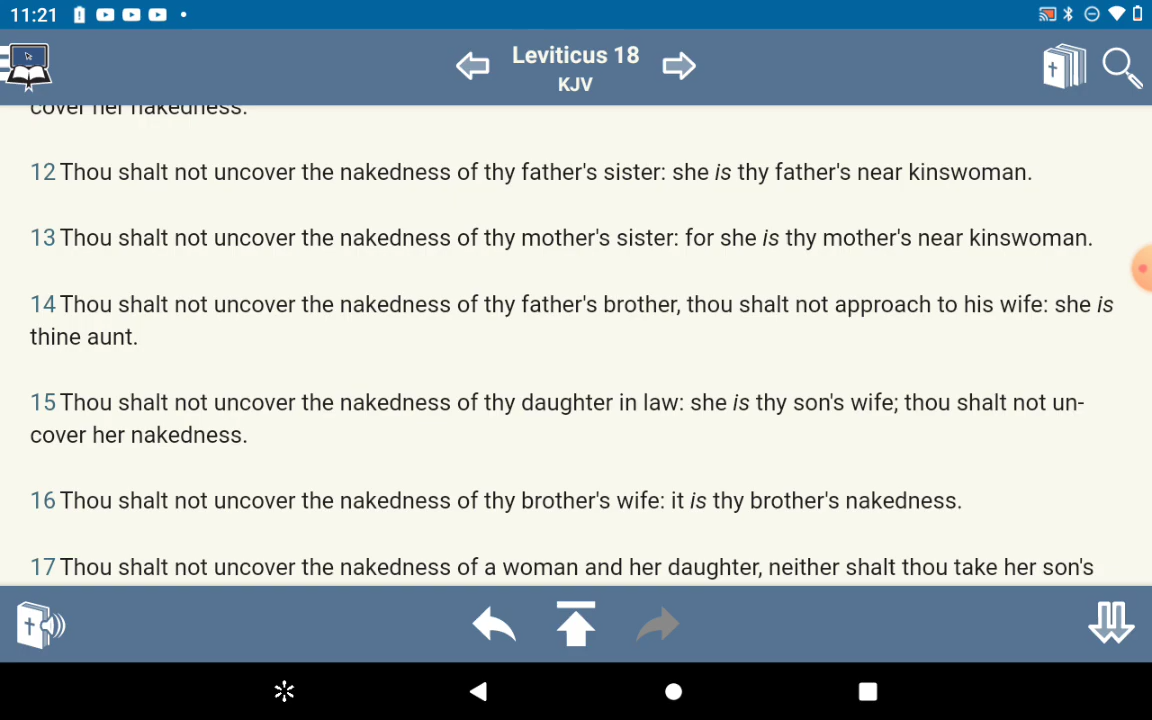 11:21
Leviticus 18
KJV
cover her nakedness.
12 Thou shalt not uncover the nakedness of thy father's sister: she is thy father's near kinswoman.
13 Thou shalt not uncover the nakedness of thy mother's sister: for she is thy mother's near kinswoman.
14 Thou shalt not uncover the nakedness of thy father's brother, thou shalt not approach to his wife: she is
thine aunt.
15 Thou shalt not uncover the nakedness of thy daughter in law: she is thy son's wife; thou shalt not un-
cover her nakedness.
16 Thou shalt not uncover the nakedness of thy brother's wife: it is thy brother's nakedness.
17 Thou shalt not uncover the nakedness of a woman and her daughter, neither shalt thou take her son's